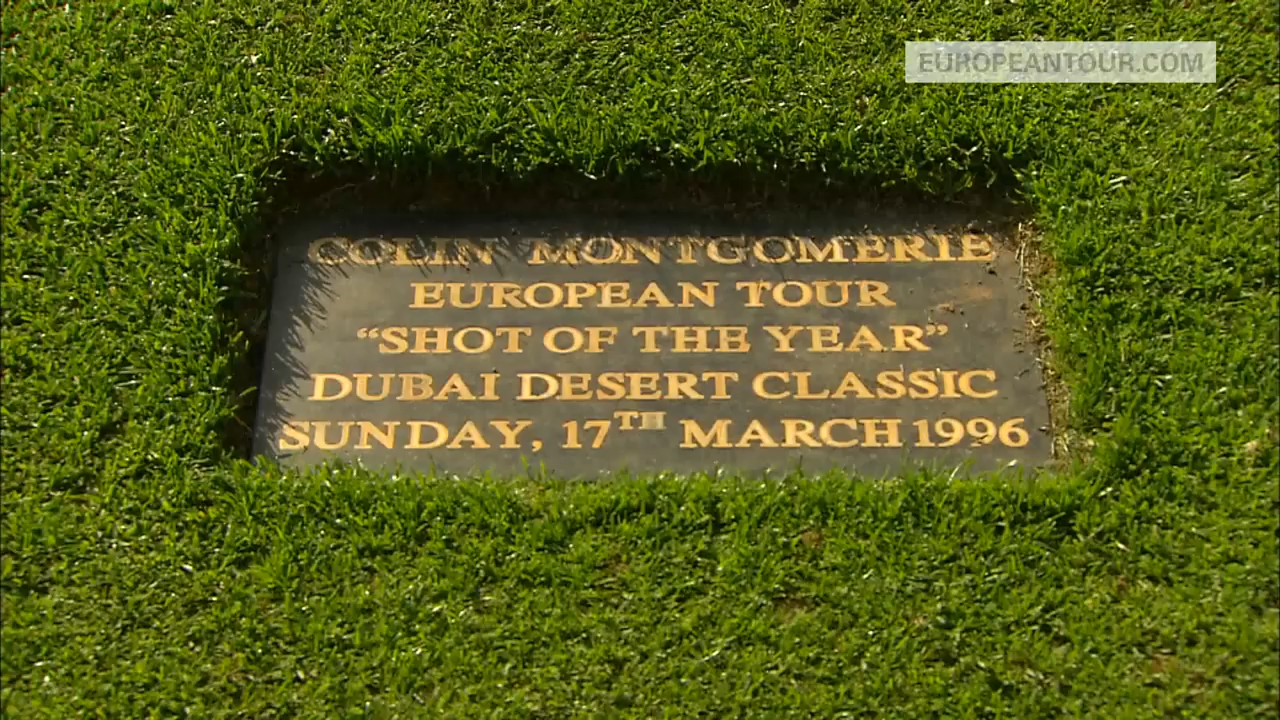 EUROPEANTOUR.COM
COLIN MONTGOMERIE
EUROPEAN TOUR
“SHOT OF THE YEAR”
DUBAI DESERT CLASSIC
SUNDAY, 17TH MARCH 1996